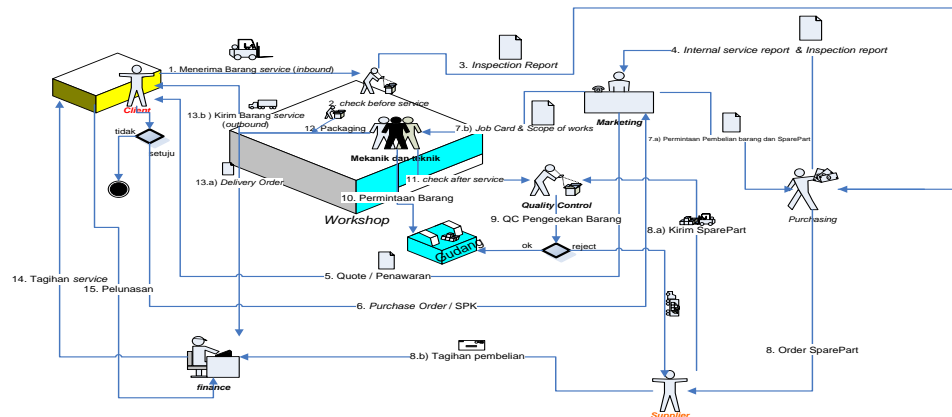 3. Inspection Report
4. Internal service report & Inspection report
1. Menerima Barang service (inbound)
Client
13.b ) Kirim Barang service
(outbound)
2. check before service
12. Packaging
7.b) Job Card & Scope of works
Marketing
7.a) Permintaan Pembelian barang dan SparePart
tidak
setuju
Mekanik dan teknik
13.a) Delivery Order
11. check after service
10. Permintaan Barang
Workshop
Quality Control
Purchasing
9. QC Pengecekan Barang
8.a) Kirim SparePart
ok
reject
Gudang
14. Tagihan service
5. Quote / Penawaran
15. Pelunasan
6. Purchase Order / SPK
8.b) Tagihan pembelian
8. Order SparePart
finance
Supplier